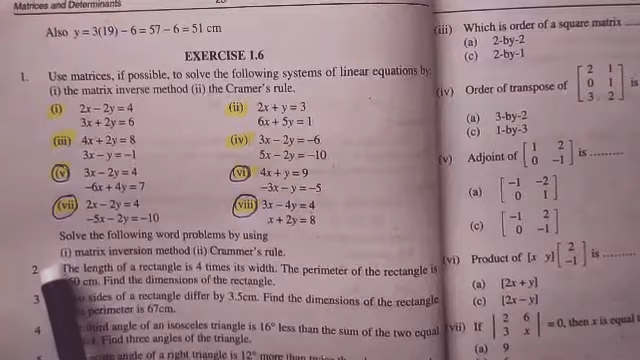 Matrices and Determinants
Also y = 3(19) – 6 = 57 – 6 = 51 cm
EXERCISE 1.6
1. Use matrices, if possible, to solve the following systems of linear equations by:
(i) the matrix inverse method (ii) the Cramer's rule.
(i) 2x – 2y = 4 (ii) 2x + y = 3
3x + 2y = 6 6x + 5y = 1
(iii) 4x + 2y = 8 (iv) 3x – 2y = –6
3x – y = –1 5x – 2y = –10
(v) 3x – 2y = 4 (vi) 4x + y = 9
–6x + 4y = 7 –3x – y = –5
(vii) 2x – 2y = 4 (viii) 3x – 4y = 4
–5x – 2y = –10 x + 2y = 8
Solve the following word problems by using
(i) matrix inversion method (ii) Crammer's rule.
2 The length of a rectangle is 4 times its width. The perimeter of the rectangle is
cm. Find the dimensions of the rectangle.
3 sides of a rectangle differ by 3.5cm. Find the dimensions of the rectangle
perimeter is 67cm.
4 third angle of an isosceles triangle is 16° less than the sum of the two equal
Find three angles of the triangle.
angle of a right triangle is 12° more than
(iii) Which is order of a square matrix ....
(a) 2-by-2
(c) 2-by-1
(iv) Order of transpose of [2 1
0 1
3 2] is
(a) 3-by-2
(c) 1-by-3
(v) Adjoint of [1 2
0 –1] is ..........
(a) [–1 –2
0 1]
(c) [–1 2
0 –1]
(vi) Product of [x y] [2
–1] is ..........
(a) [2x + y]
(c) [2x – y]
(vii) If |2 6
3 x| = 0, then x is equal t
(a) 9